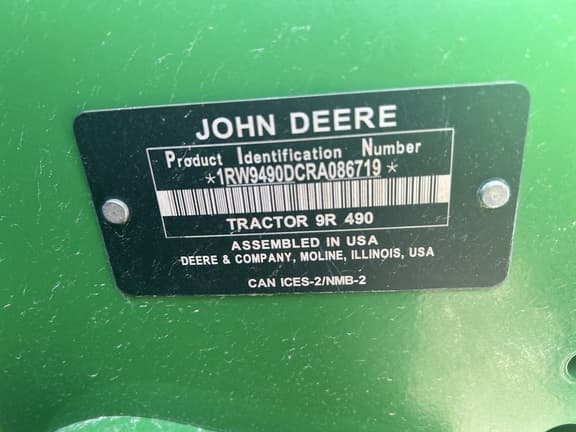 JOHN DEERE
Product Identification Number
*1RW9490DCRA086719*
TRACTOR 9R 490
ASSEMBLED IN USA
DEERE & COMPANY, MOLINE, ILLINOIS, USA
CAN ICES-2/NMB-2